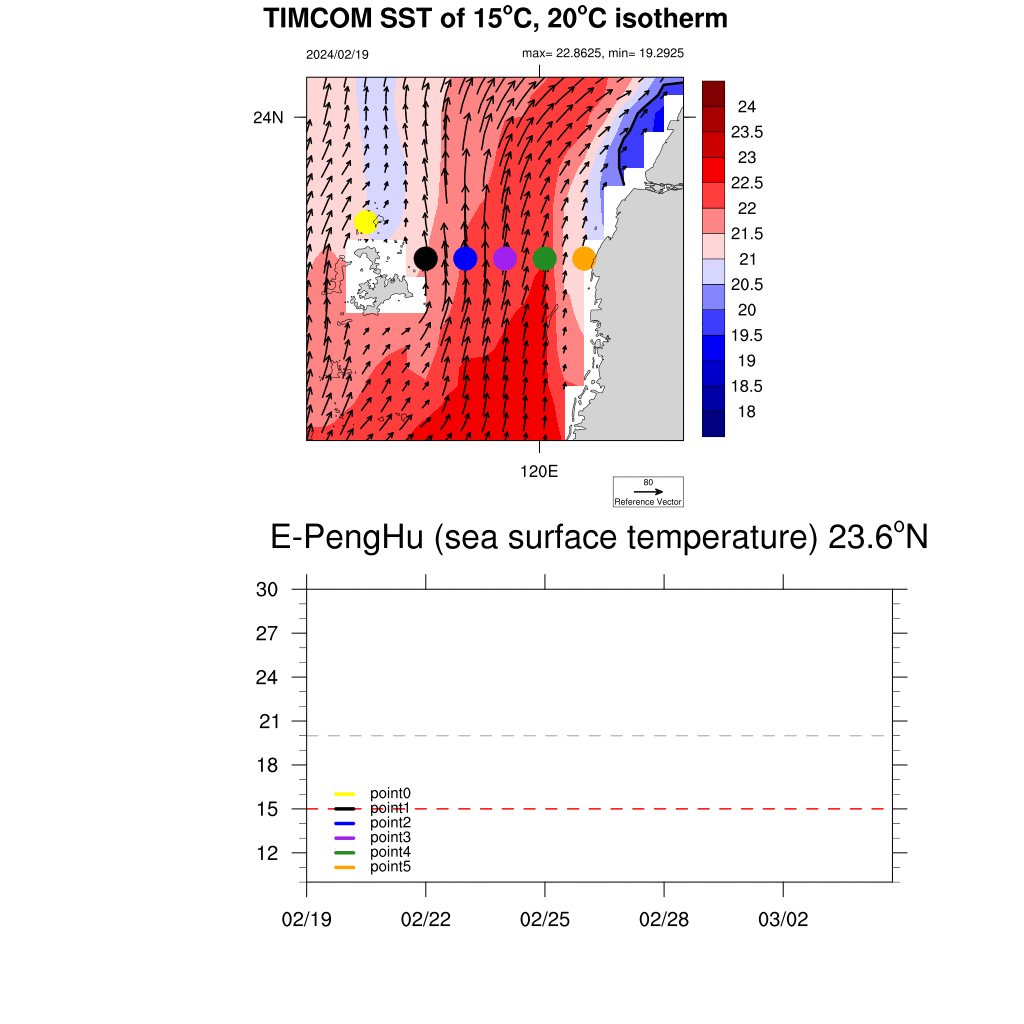 TIMCOM SST of 15°C, 20°C isotherm
2024/02/19
max= 22.8625, min= 19.2925
24N
120E
24
23.5
23
22.5
22
21.5
21
20.5
20
19.5
19
18.5
18
80
Reference Vector
E-PengHu (sea surface temperature) 23.6°N
30
27
24
21
18
15
12
point0
point1
point2
point3
point4
point5
02/19
02/22
02/25
02/28
03/02